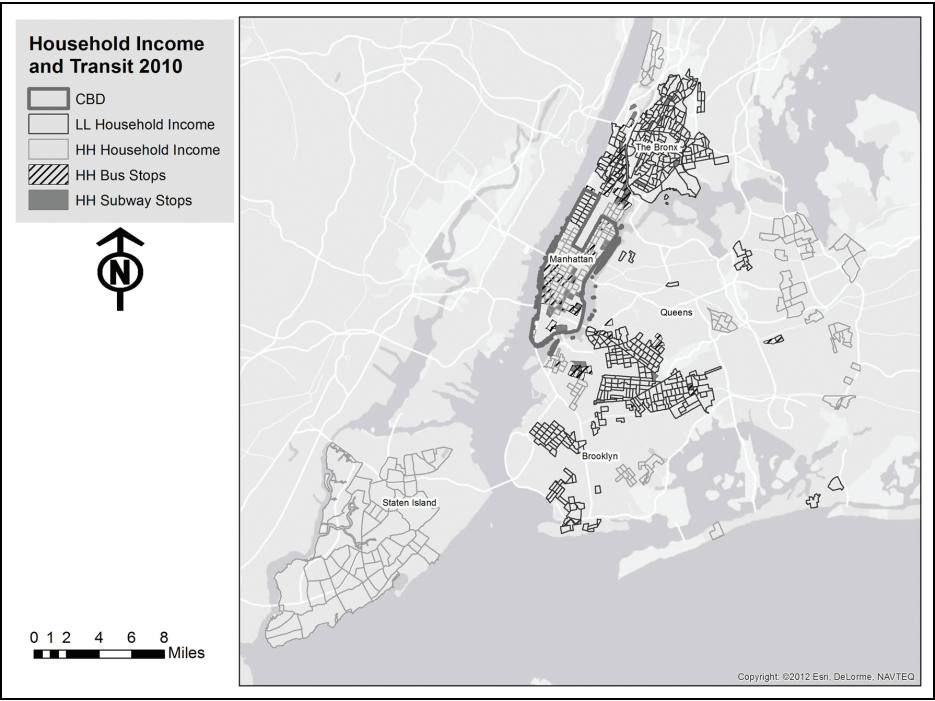 Household Income
and Transit 2010
CBD
LL Household Income
HH Household Income
HH Bus Stops
HH Subway Stops
N
0 1 2 4 6 8
Miles
The Bronx
Manhattan
Queens
Brooklyn
Staten Island
Copyright: ©2012 Esri, DeLorme, NAVTEQ